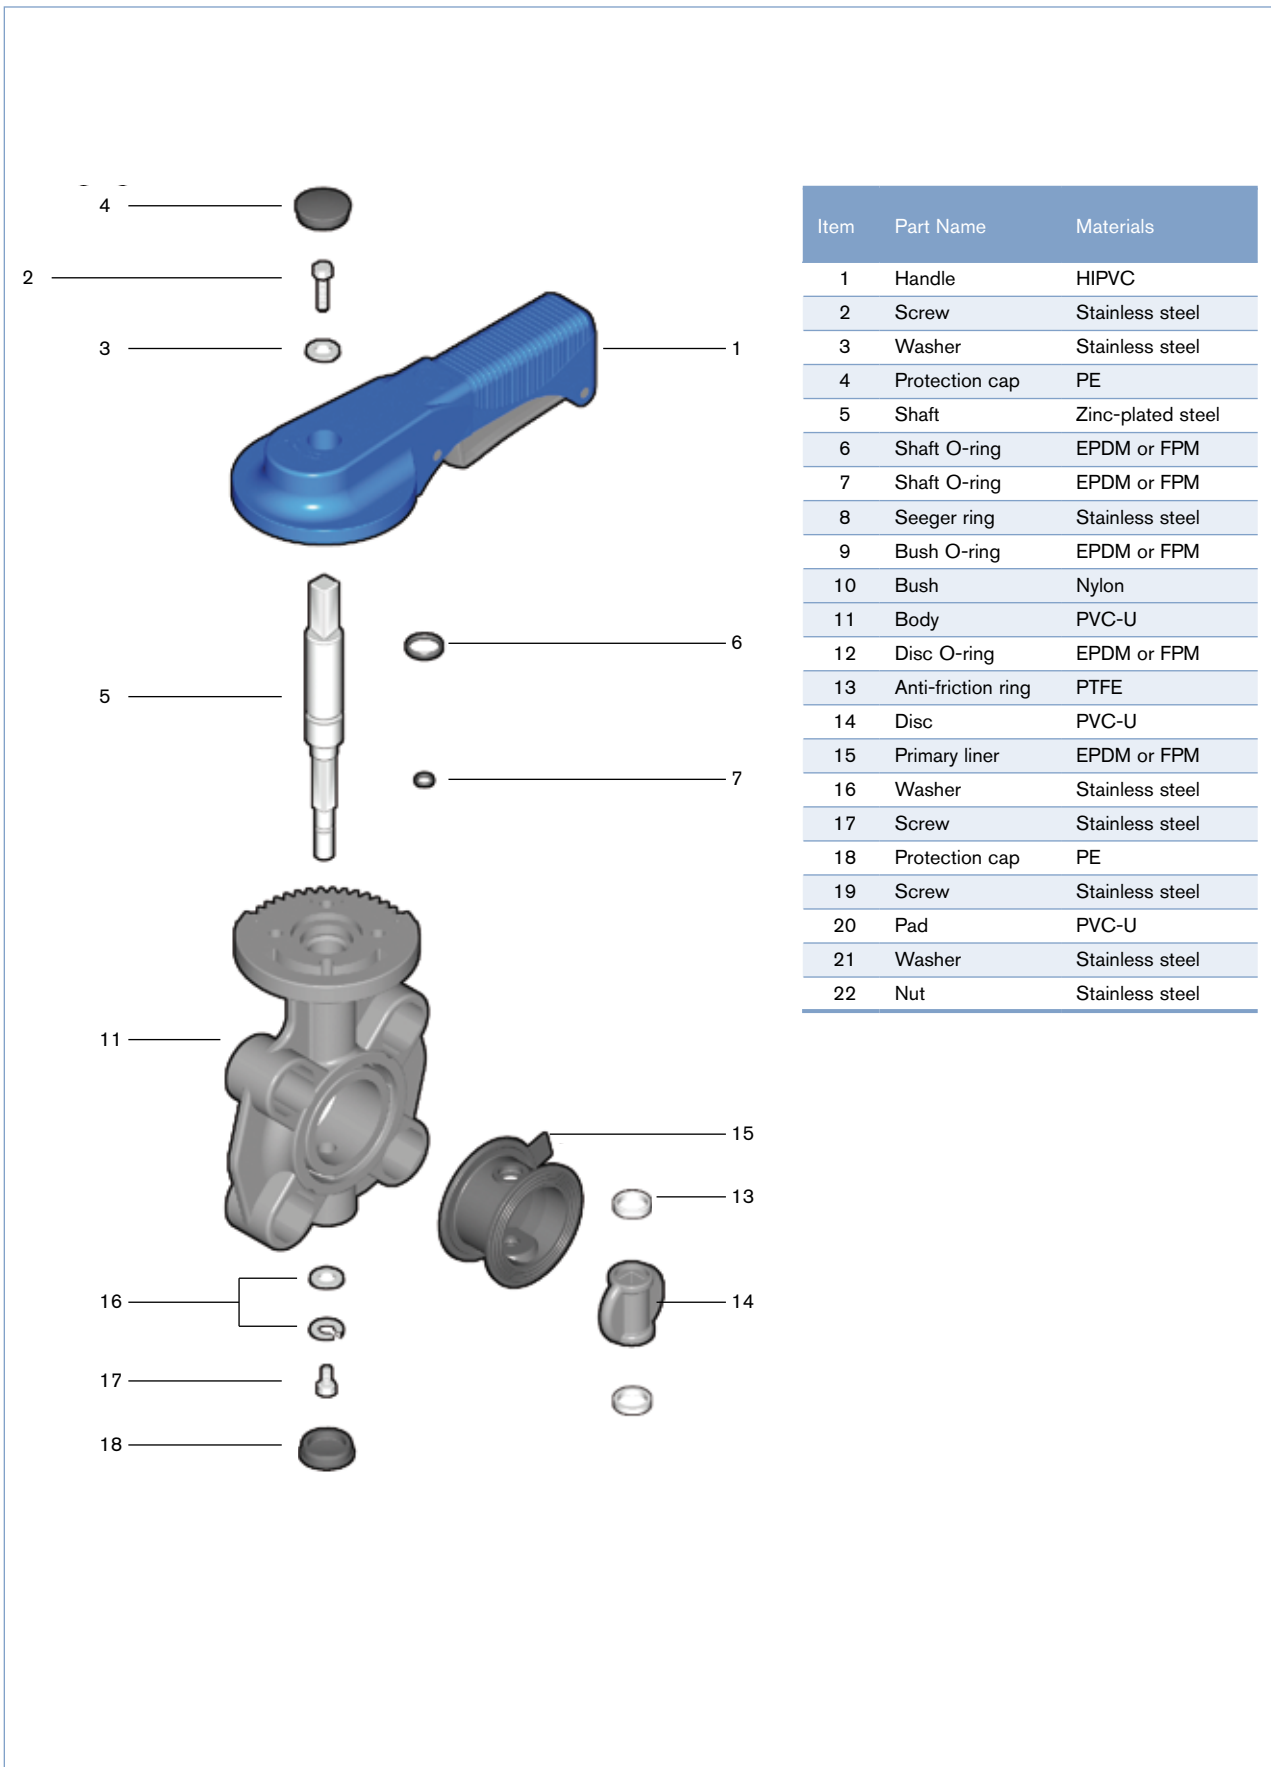 4
2
3
1
6
5
7
11
15
13
16
14
17
18
Item Part Name Materials
1 Handle HIPVC
2 Screw Stainless steel
3 Washer Stainless steel
4 Protection cap PE
5 Shaft Zinc-plated steel
6 Shaft O-ring EPDM or FPM
7 Shaft O-ring EPDM or FPM
8 Seeger ring Stainless steel
9 Bush O-ring EPDM or FPM
10 Bush Nylon
11 Body PVC-U
12 Disc O-ring EPDM or FPM
13 Anti-friction ring PTFE
14 Disc PVC-U
15 Primary liner EPDM or FPM
16 Washer Stainless steel
17 Screw Stainless steel
18 Protection cap PE
19 Screw Stainless steel
20 Pad PVC-U
21 Washer Stainless steel
22 Nut Stainless steel